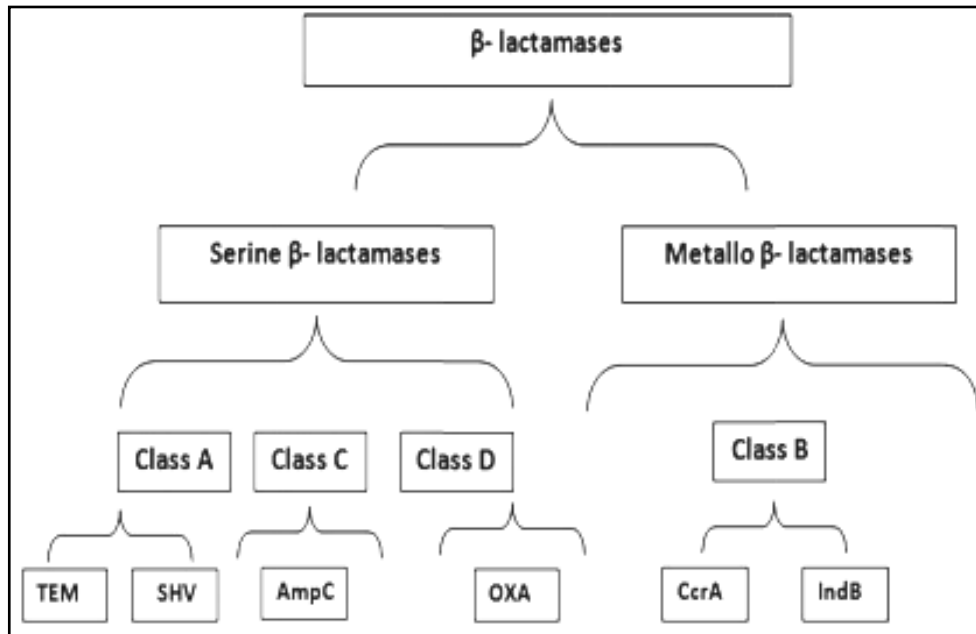 β- lactamases
Serine β- lactamases
Metallo β- lactamases
Class A
Class C
Class D
Class B
TEM
SHV
AmpC
OXA
CcrA
IndB